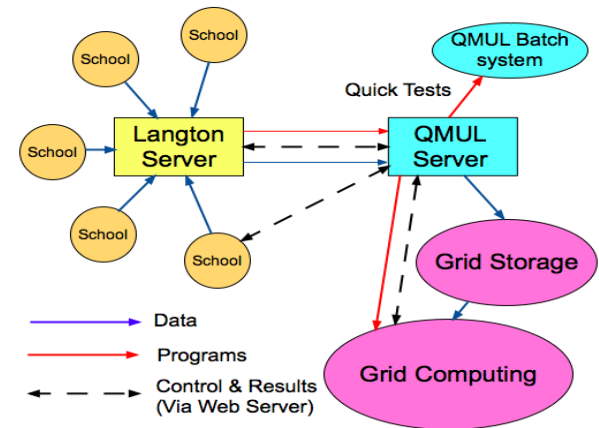 School
QMUL Batch
system
School
Quick Tests
Langton
Server
QMUL
Server
School
School
School
Grid Storage
Data
Programs
Control & Results
(Via Web Server)
Grid Computing